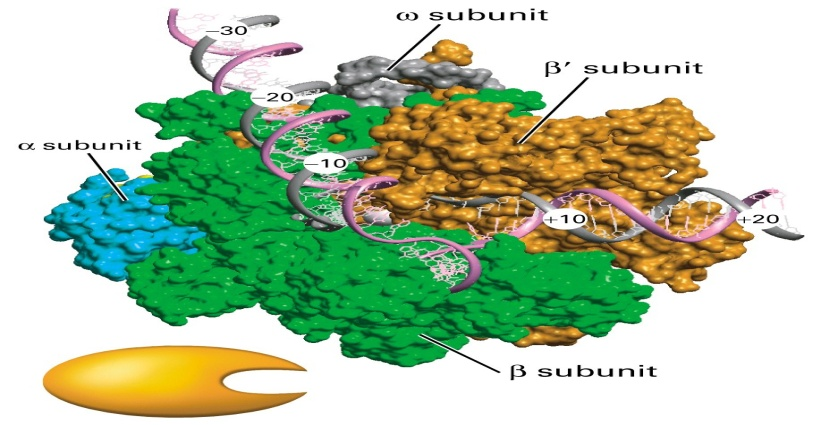 ω subunit
−30
β′ subunit
−20
α subunit
−10
+10
+20
β subunit